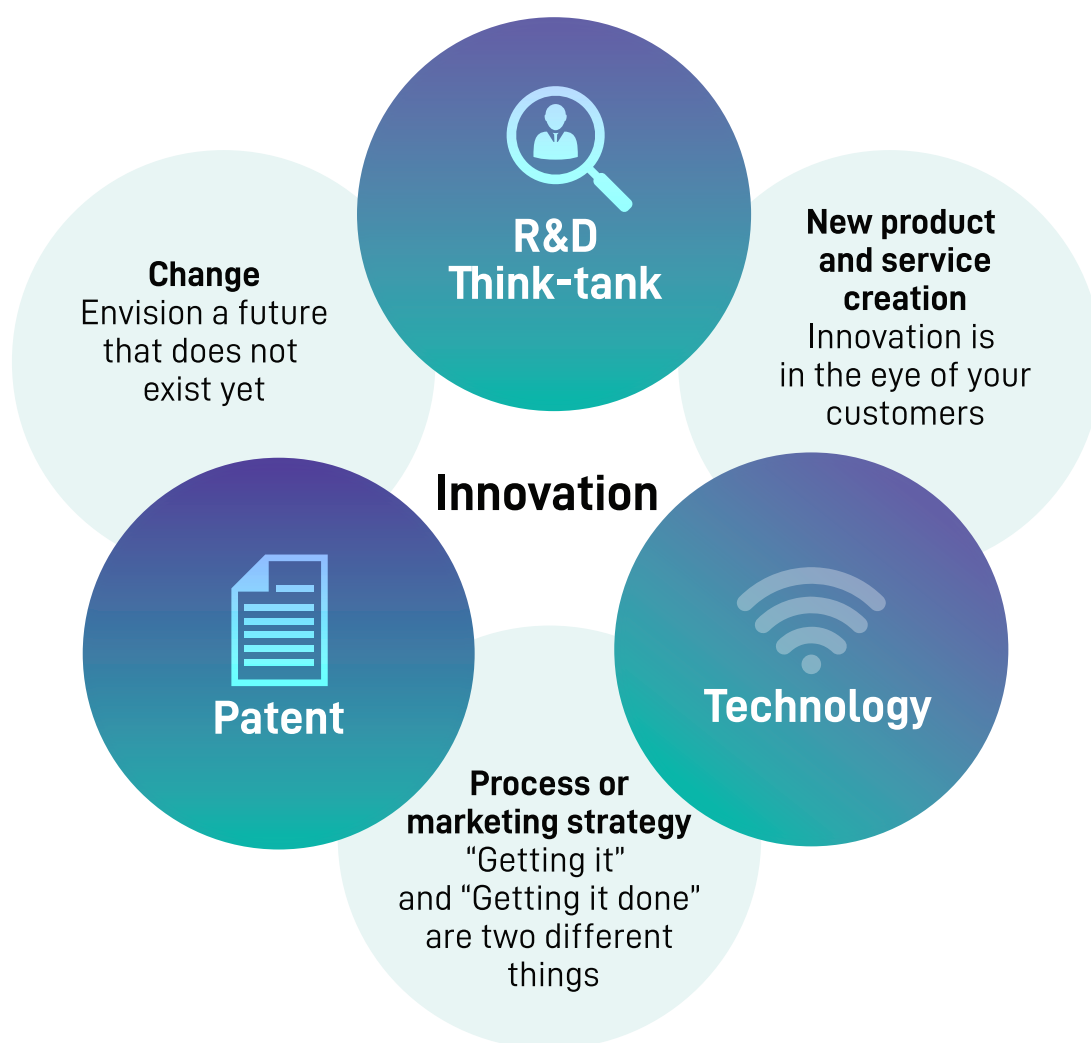 R&D
Think-tank
Change
Envision a future
that does not
exist yet
New product
and service
creation
Innovation is
in the eye of your
customers
Innovation
Patent
Technology
Process or
marketing strategy
“Getting it”
and “Getting it done”
are two different
things